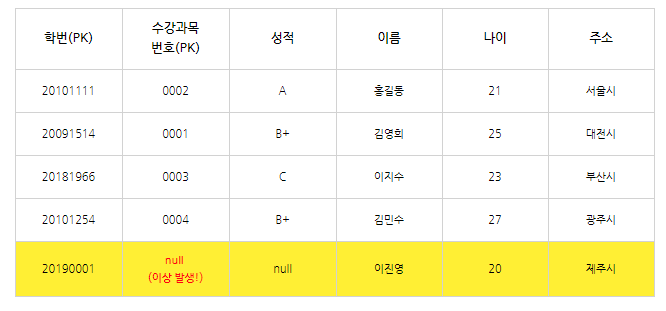 학번(PK) 수강과목 번호(PK) 성적 이름 나이 주소
20101111 0002 A 홍길동 21 서울시
20091514 0001 B+ 김영희 25 대전시
20181966 0003 C 이지수 23 부산시
20101254 0004 B+ 김민수 27 광주시
20190001 null (이상 발생!) null 이진영 20 제주시